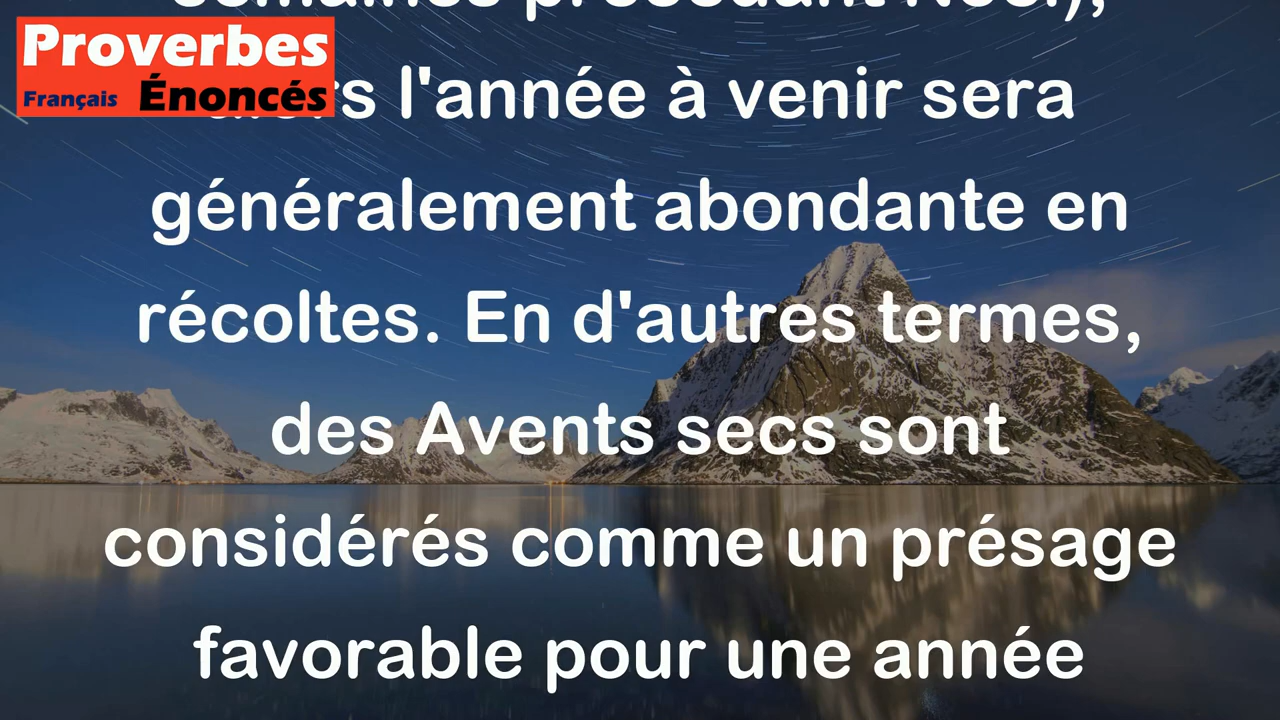 Proverbes
Français Énoncés
l'année à venir sera
généralement abondante en
récoltes. En d'autres termes,
des Avents secs sont
considérés comme un présage
favorable pour une année